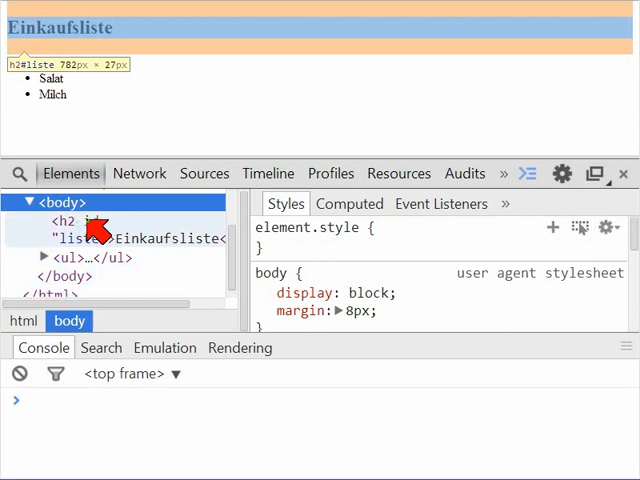 Einkaufsliste
h2#liste 782px × 27px
• Salat
• Milch
Elements Network Sources Timeline Profiles Resources Audits »
<body>
<h2
"liste">Einkaufsliste<
<ul>…</ul>
</body>
</html>
html body
Styles Computed Event Listeners »
element.style {
}
body { user agent stylesheet
display: block;
margin: 8px;
}
Console Search Emulation Rendering
<top frame>